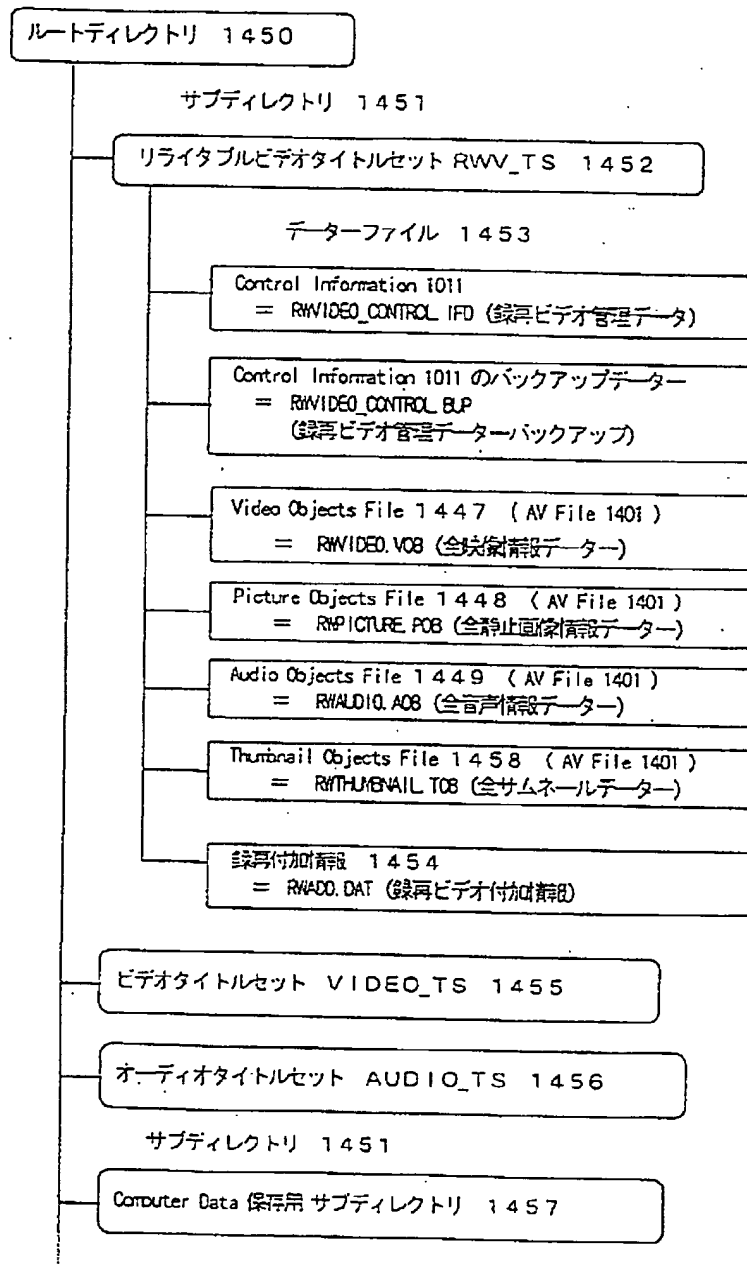 ルートディレクトリ 1450
サブディレクトリ 1451
リライタブルビデオタイトルセット RWV_TS 1452
データーファイル 1453
Control Information 1011
= RWVIDEO_CONTROL.IFO (録再ビデオ管理データ)
Control Information 1011 のバックアップデーター
= RWVIDEO_CONTROL.BUP
(録再ビデオ管理データーバックアップ)
Video Objects File 1447 ( AV File 1401 )
= RWVIDEO.VOB (全映像情報データー)
Picture Objects File 1448 ( AV File 1401 )
= RWPICTURE.POB (全静止画像情報データー)
Audio Objects File 1449 ( AV File 1401 )
= RWAUDIO.AOB (全音声情報データー)
Thumbnail Objects File 1458 ( AV File 1401 )
= RWTHUMBNAIL.TOB (全サムネールデーター)
録再付加情報 1454
= RWADD.DAT (録再ビデオ付加情報)
ビデオタイトルセット VIDEO_TS 1455
オーディオタイトルセット AUDIO_TS 1456
サブディレクトリ 1451
Computer Data 保存用 サブディレクトリ 1457